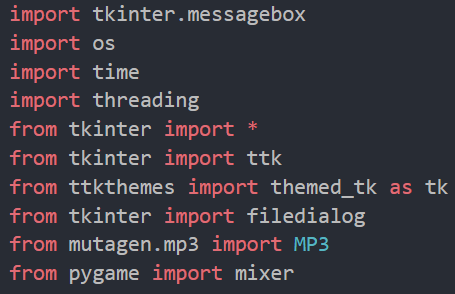 import tkinter.messagebox
import os
import time
import threading
from tkinter import *
from tkinter import ttk
from ttkthemes import themed_tk as tk
from tkinter import filedialog
from mutagen.mp3 import MP3
from pygame import mixer